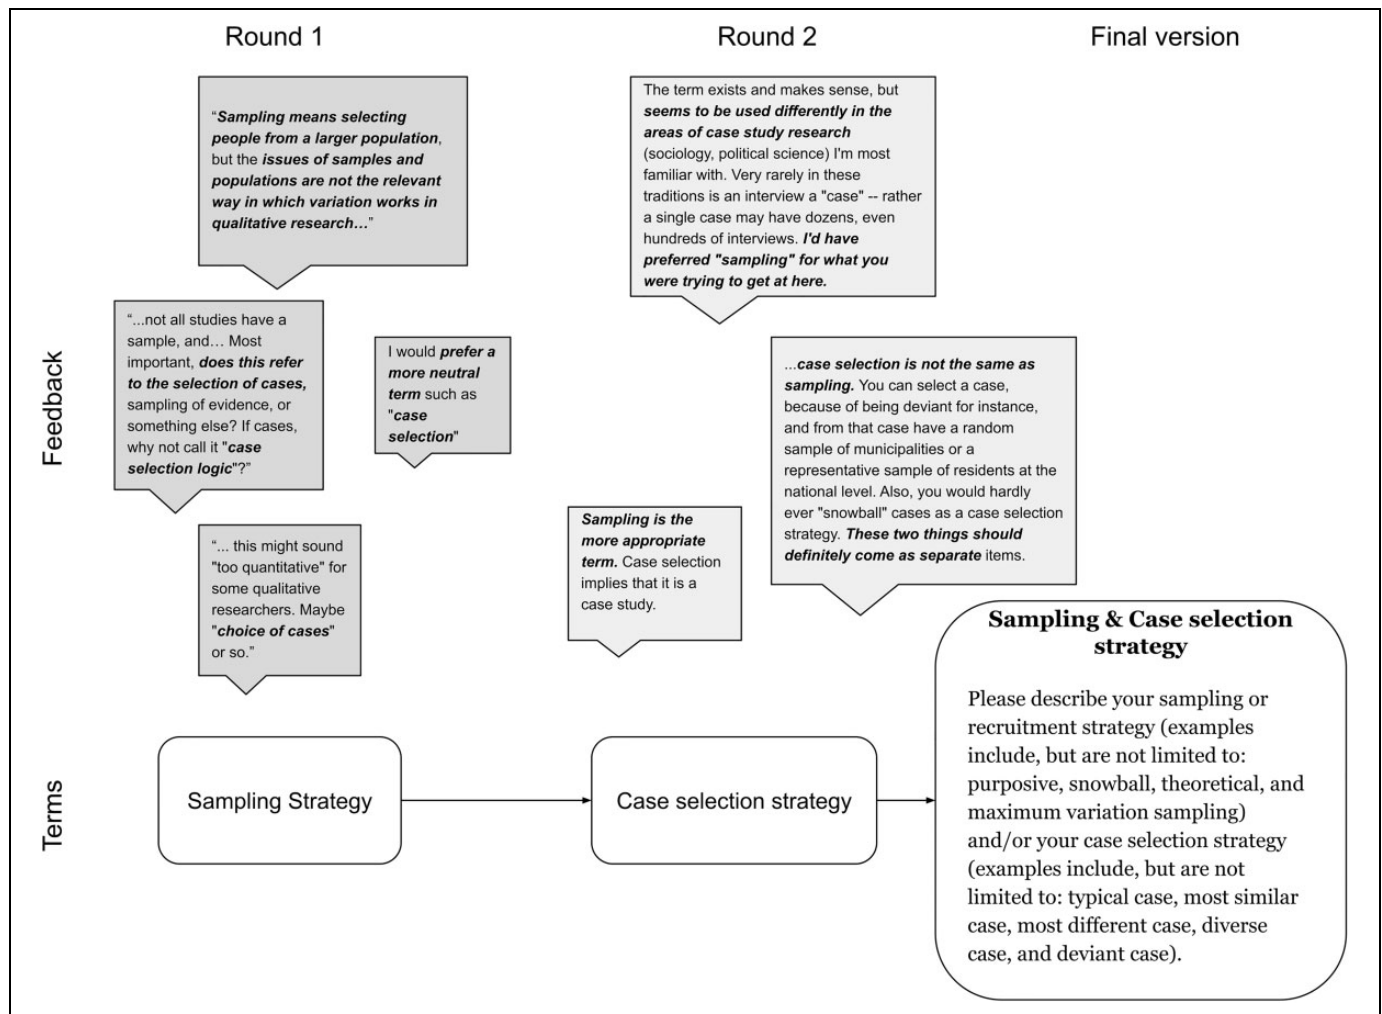 Round 1
Round 2
Final version
Feedback
“Sampling means selecting
people from a larger population,
but the issues of samples and
populations are not the relevant
way in which variation works in
qualitative research…”
“...not all studies have a
sample, and… Most
important, does this refer
to the selection of cases,
sampling of evidence, or
something else? If cases,
why not call it "case
selection logic"?”
I would prefer a
more neutral
term such as
"case
selection"
“... this might sound
"too quantitative" for
some qualitative
researchers. Maybe
"choice of cases"
or so.”
The term exists and makes sense, but
seems to be used differently in the
areas of case study research
(sociology, political science) I'm most
familiar with. Very rarely in these
traditions is an interview a "case" -- rather
a single case may have dozens, even
hundreds of interviews. I'd have
preferred "sampling" for what you
were trying to get at here.
...case selection is not the same as
sampling. You can select a case,
because of being deviant for instance,
and from that case have a random
sample of municipalities or a
representative sample of residents at the
national level. Also, you would hardly
ever "snowball" cases as a case selection
strategy. These two things should
definitely come as separate items.
Sampling is the
more appropriate
term. Case selection
implies that it is a
case study.
Terms
Sampling Strategy
Case selection strategy
Sampling & Case selection
strategy
Please describe your sampling or
recruitment strategy (examples
include, but are not limited to:
purposive, snowball, theoretical, and
maximum variation sampling)
and/or your case selection strategy
(examples include, but are not
limited to: typical case, most similar
case, most different case, diverse
case, and deviant case).